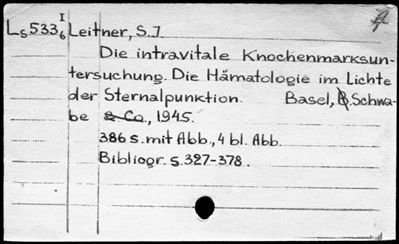 I
Ls 533 6 Leitner, S.J
Die intravitale Knochenmarksun-
tersuchung. Die Hämatologie im Lichte
der Sternalpunktion. Basel, B. Schwa-
be & Co., 1945.
386 s. mit Abb., 4 bl. Abb.
Bibliogr. s. 327-378.